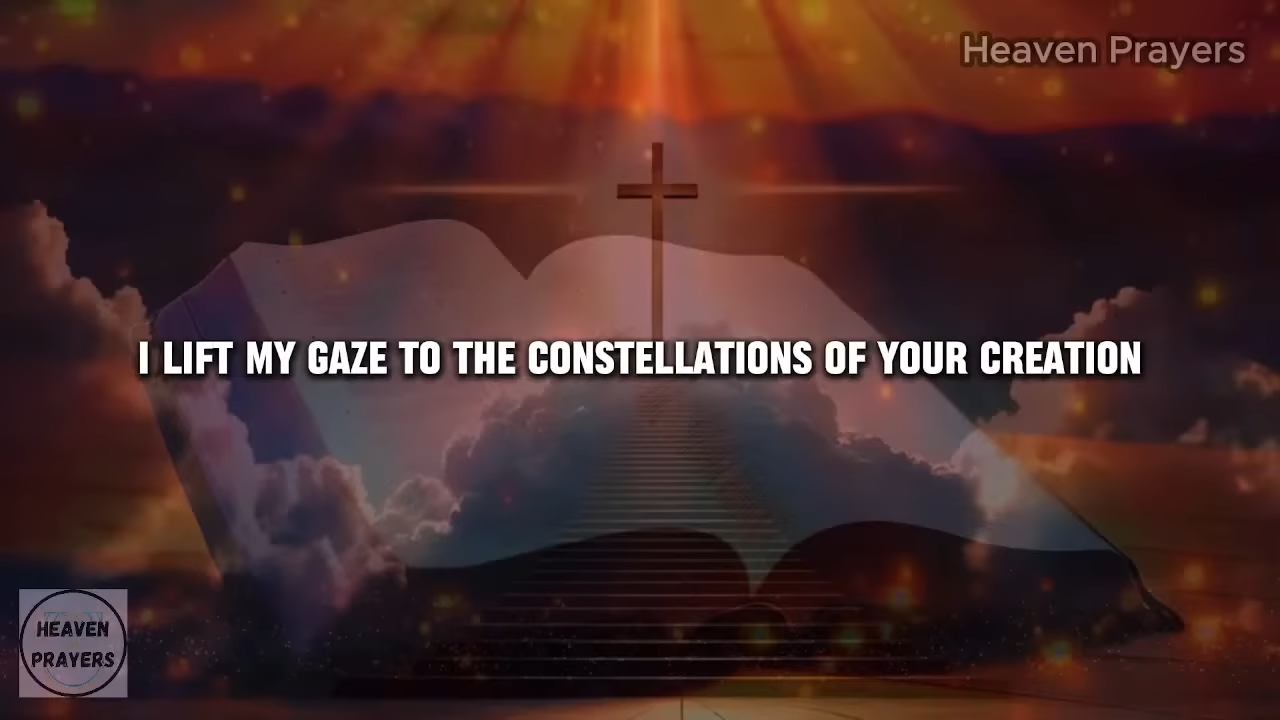 Heaven Prayers
I LIFT MY GAZE TO THE CONSTELLATIONS OF YOUR CREATION
HEAVEN
PRAYERS